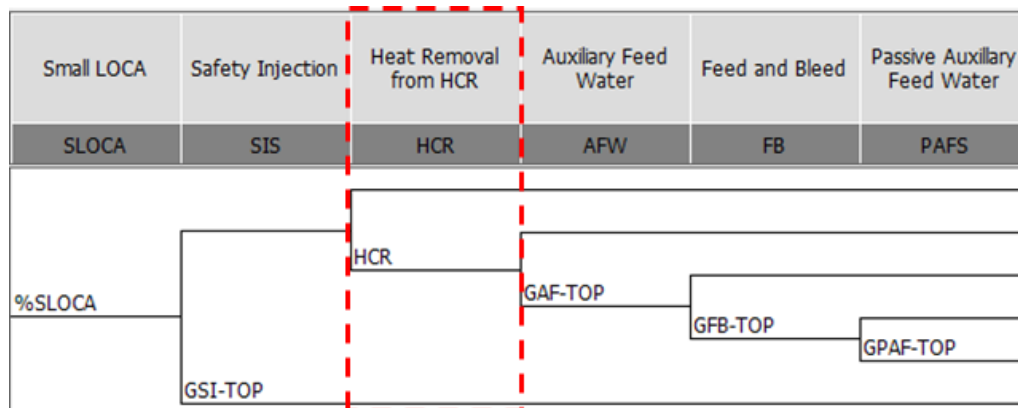 Small LOCA
Safety Injection
Heat Removal
from HCR
Auxiliary Feed
Water
Feed and Bleed
Passive Auxillary
Feed Water
SLOCA
SIS
HCR
AFW
FB
PAFS
HCR
%SLOCA
GAF-TOP
GFB-TOP
GPAF-TOP
GSI-TOP